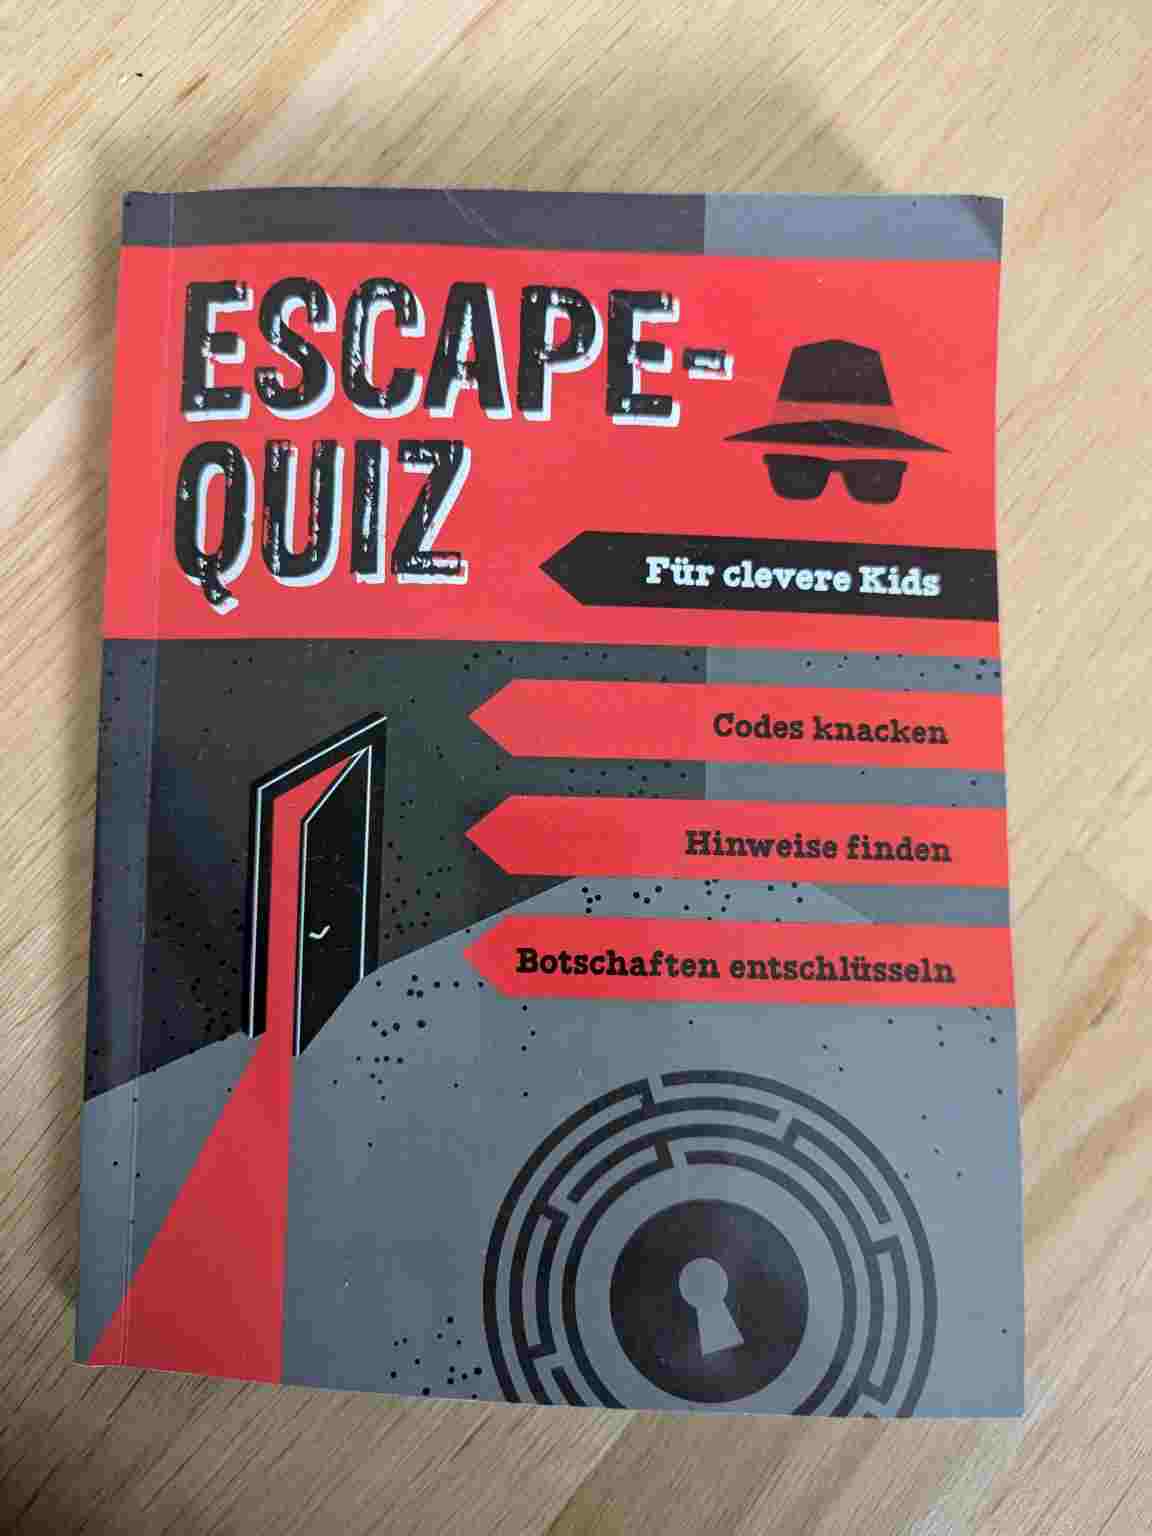 ESCAPE-
QUIZ
Für clevere Kids
Codes knacken
Hinweise finden
Botschaften entschlüsseln